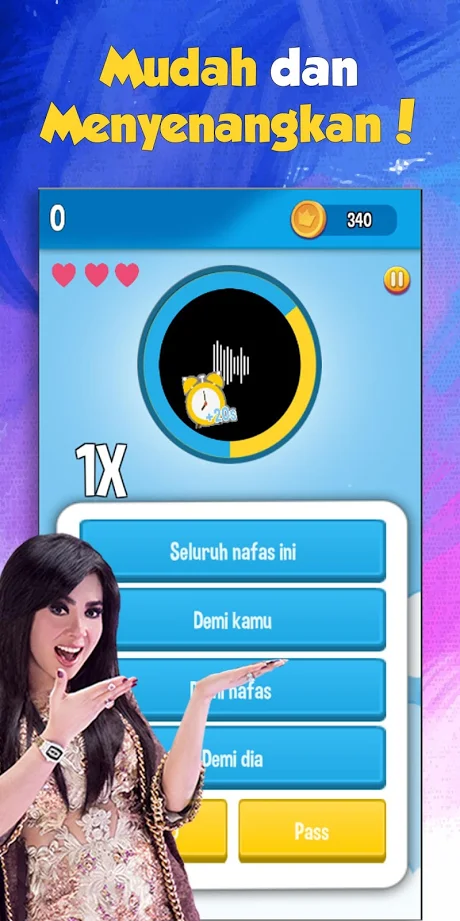 Mudah dan
Menyenangkan!
0
340
+20s
1X
Seluruh nafas ini
Demi kamu
nafas
Demi dia
Pass